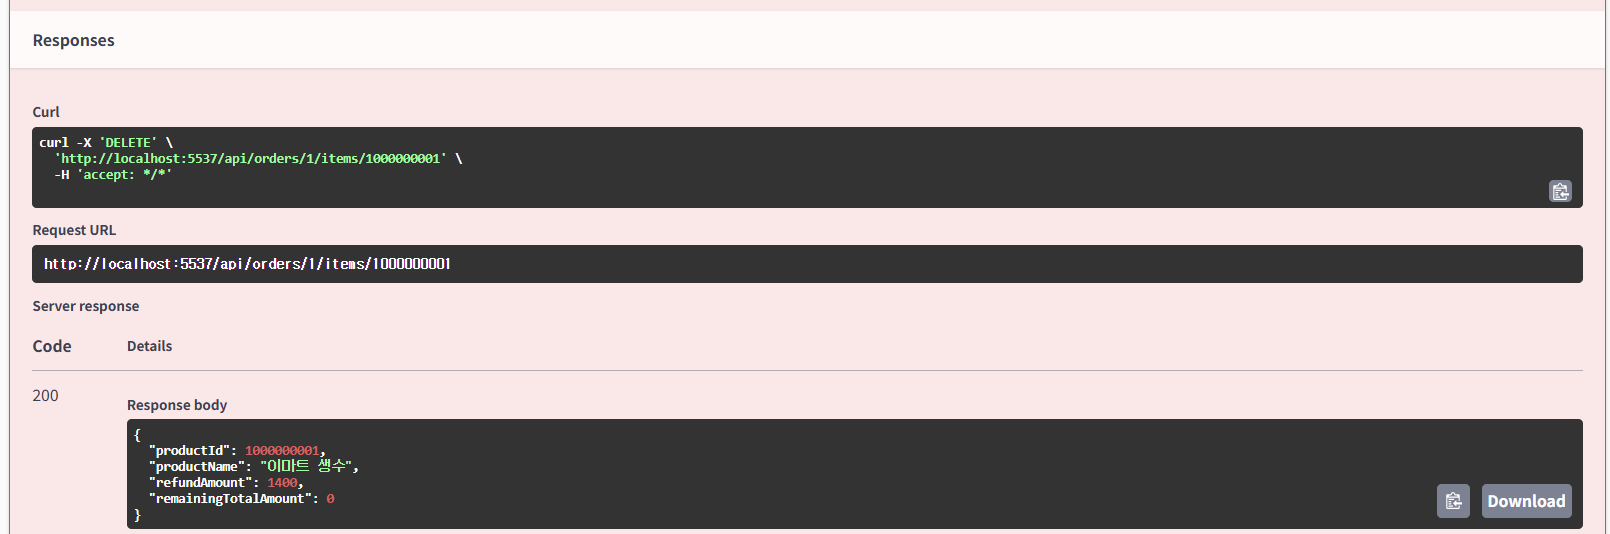 Responses
Curl
curl -X 'DELETE' \
  'http://localhost:5537/api/orders/1/items/1000000001' \
  -H 'accept: */*'
Request URL
http://localhost:5537/api/orders/1/items/1000000001
Server response
Code Details
200
Response body
{
  "productId": 1000000001,
  "productName": "이마트 생수",
  "refundAmount": 1400,
  "remainingTotalAmount": 0
}
Download